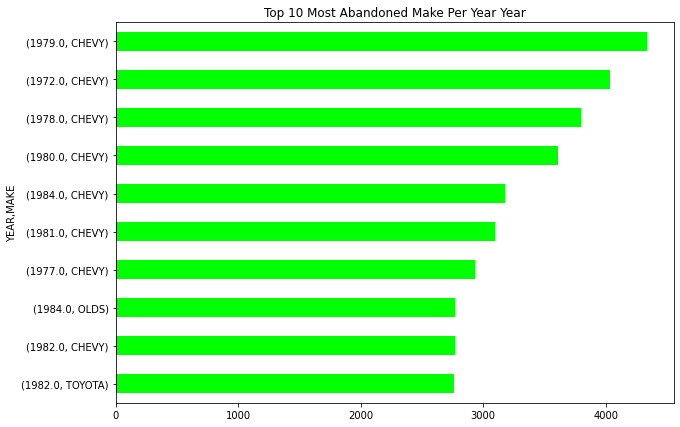 Top 10 Most Abandoned Make Per Year Year
YEAR,MAKE
(1979.0, CHEVY)
(1972.0, CHEVY)
(1978.0, CHEVY)
(1980.0, CHEVY)
(1984.0, CHEVY)
(1981.0, CHEVY)
(1977.0, CHEVY)
(1984.0, OLDS)
(1982.0, CHEVY)
(1982.0, TOYOTA)
0 1000 2000 3000 4000